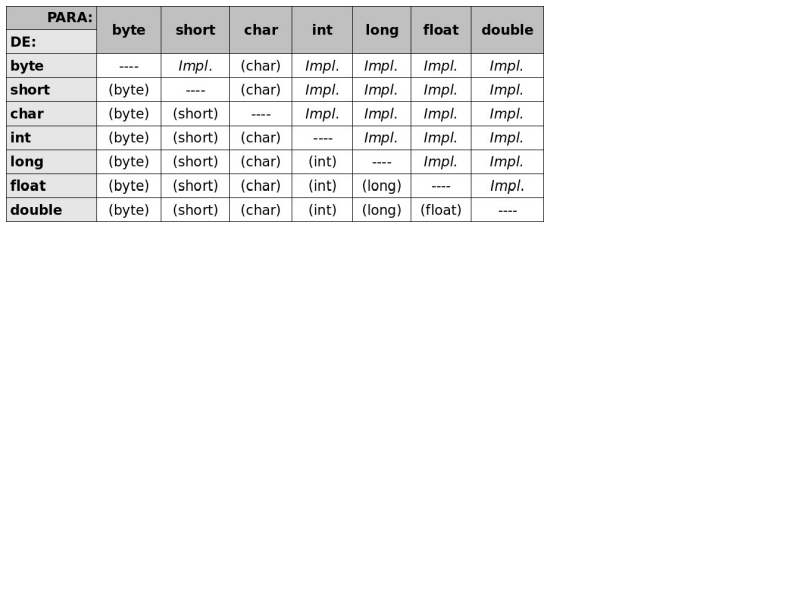 PARA:
DE:
byte short char int long float double
byte ---- Impl. (char) Impl. Impl. Impl. Impl.
short (byte) ---- (char) Impl. Impl. Impl. Impl.
char (byte) (short) ---- Impl. Impl. Impl. Impl.
int (byte) (short) (char) ---- Impl. Impl. Impl.
long (byte) (short) (char) (int) ---- Impl. Impl.
float (byte) (short) (char) (int) (long) ---- Impl.
double (byte) (short) (char) (int) (long) (float) ----